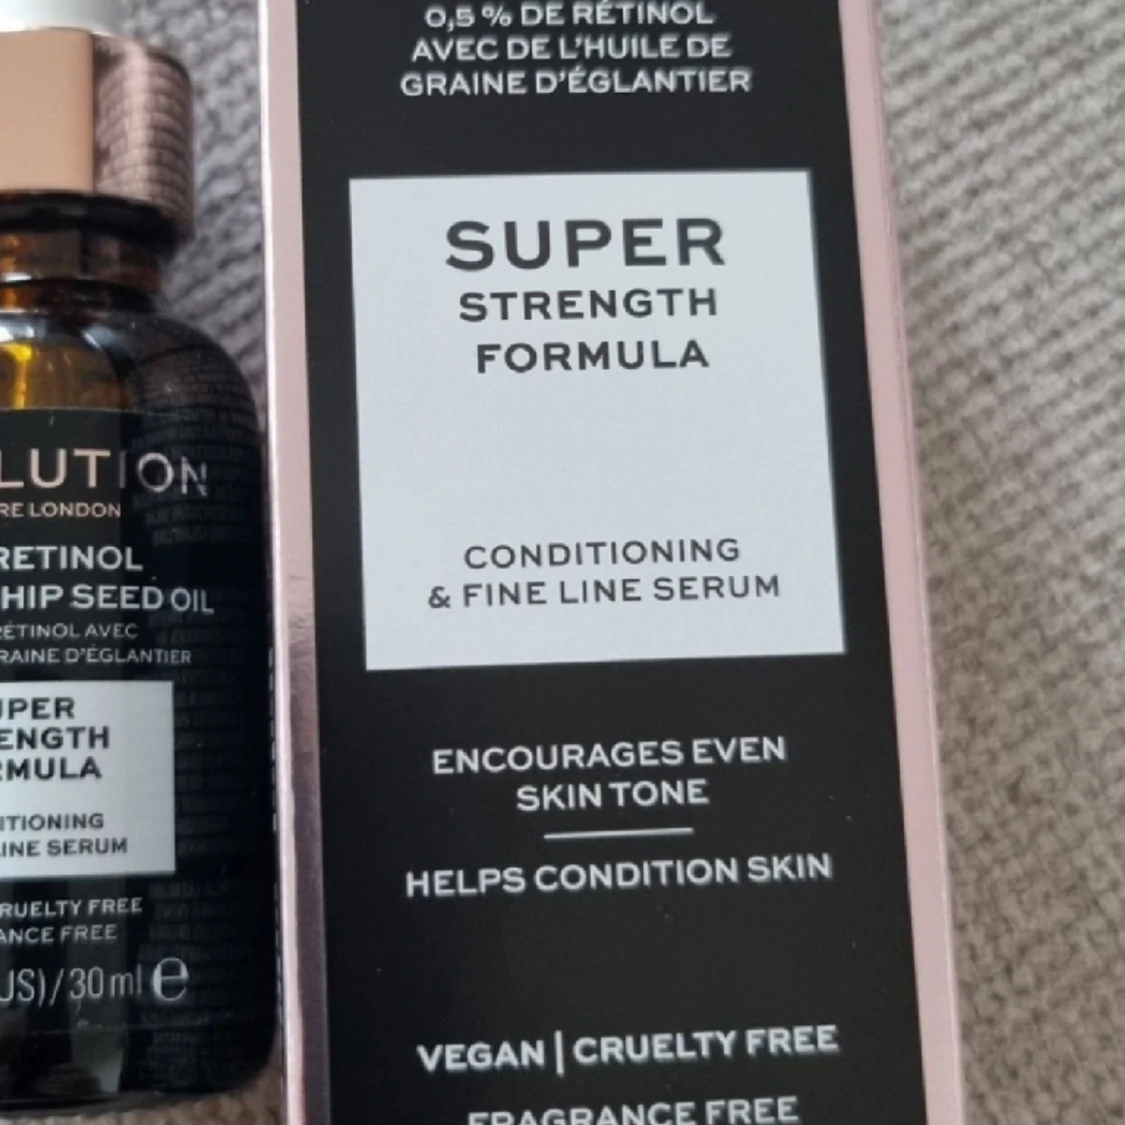 LUTION
RE LONDON
RETINOL
HIP SEED OIL
RÉTINOL AVEC
RAINE D'ÉGLANTIER
UPER
ENGTH
RMULA
ITIONING
INE SERUM
RUELTY FREE
ANCE FREE
US)/30ml e
0,5 % DE RÉTINOL
AVEC DE L'HUILE DE
GRAINE D'ÉGLANTIER
SUPER
STRENGTH
FORMULA
CONDITIONING
& FINE LINE SERUM
ENCOURAGES EVEN
SKIN TONE
HELPS CONDITION SKIN
VEGAN | CRUELTY FREE
FRAGRANCE FREE